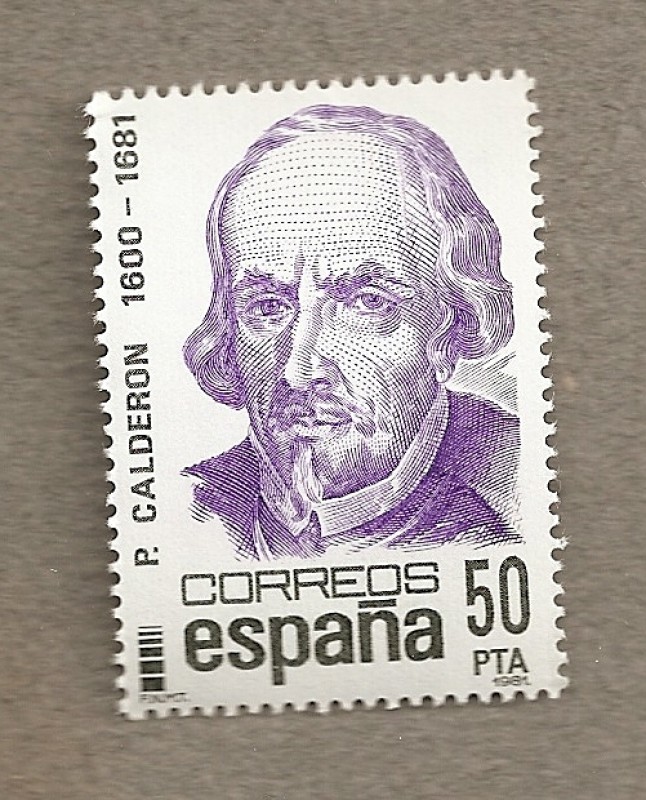 P. CALDERON 1600-1681
CORREOS
españa
50
PTA
1981
F.N.M.T.